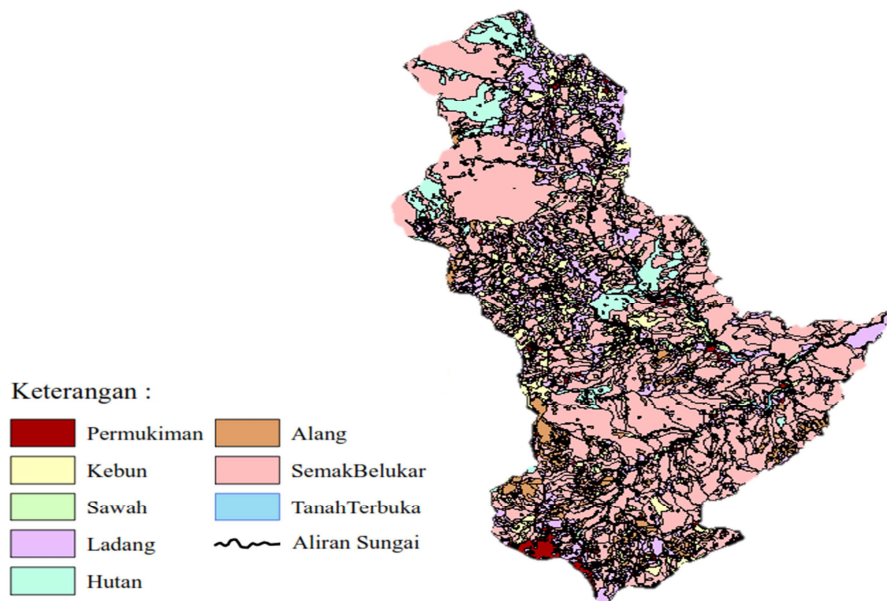 Keterangan :
Permukiman
Kebun
Sawah
Ladang
Hutan
Alang
SemakBelukar
TanahTerbuka
Aliran Sungai